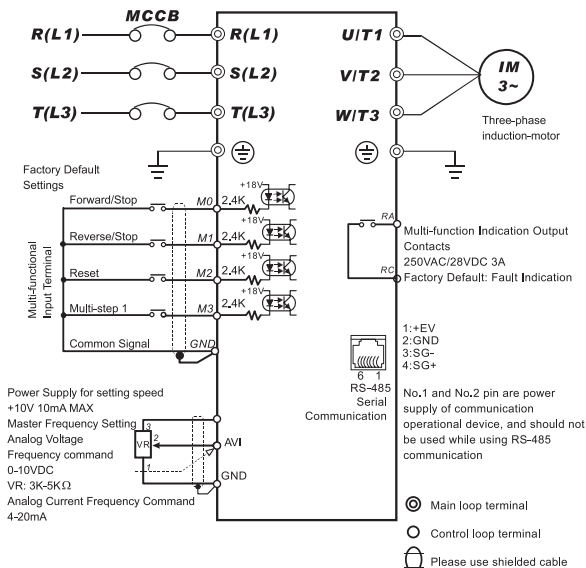 MCCB
R(L1) R(L1) U/T1
S(L2) S(L2) V/T2
T(L3) T(L3) W/T3
IM
3~
Three-phase
induction-motor
Factory Default
Settings
Multi-functional
Input Terminal
+18V
Forward/Stop M0 2.4K
+18V
Reverse/Stop M1 2.4K
+18V
Reset M2 2.4K
+18V
Multi-step 1 M3 2.4K
Common Signal GND
RA
Multi-function Indication Output
Contacts
250VAC/28VDC 3A
RC
Factory Default: Fault Indication
1:+EV
2:GND
3:SG-
4:SG+
6 1
RS-485
Serial
Communication
No.1 and No.2 pin are power
supply of communication
operational device, and should not
be used while using RS-485
communication
Power Supply for setting speed
+10V 10mA MAX
Master Frequency Setting
Analog Voltage
Frequency command
0-10VDC
VR: 3K-5KΩ
Analog Current Frequency Command
4-20mA
3
VR 2
1
AVI
GND
Main loop terminal
Control loop terminal
Please use shielded cable